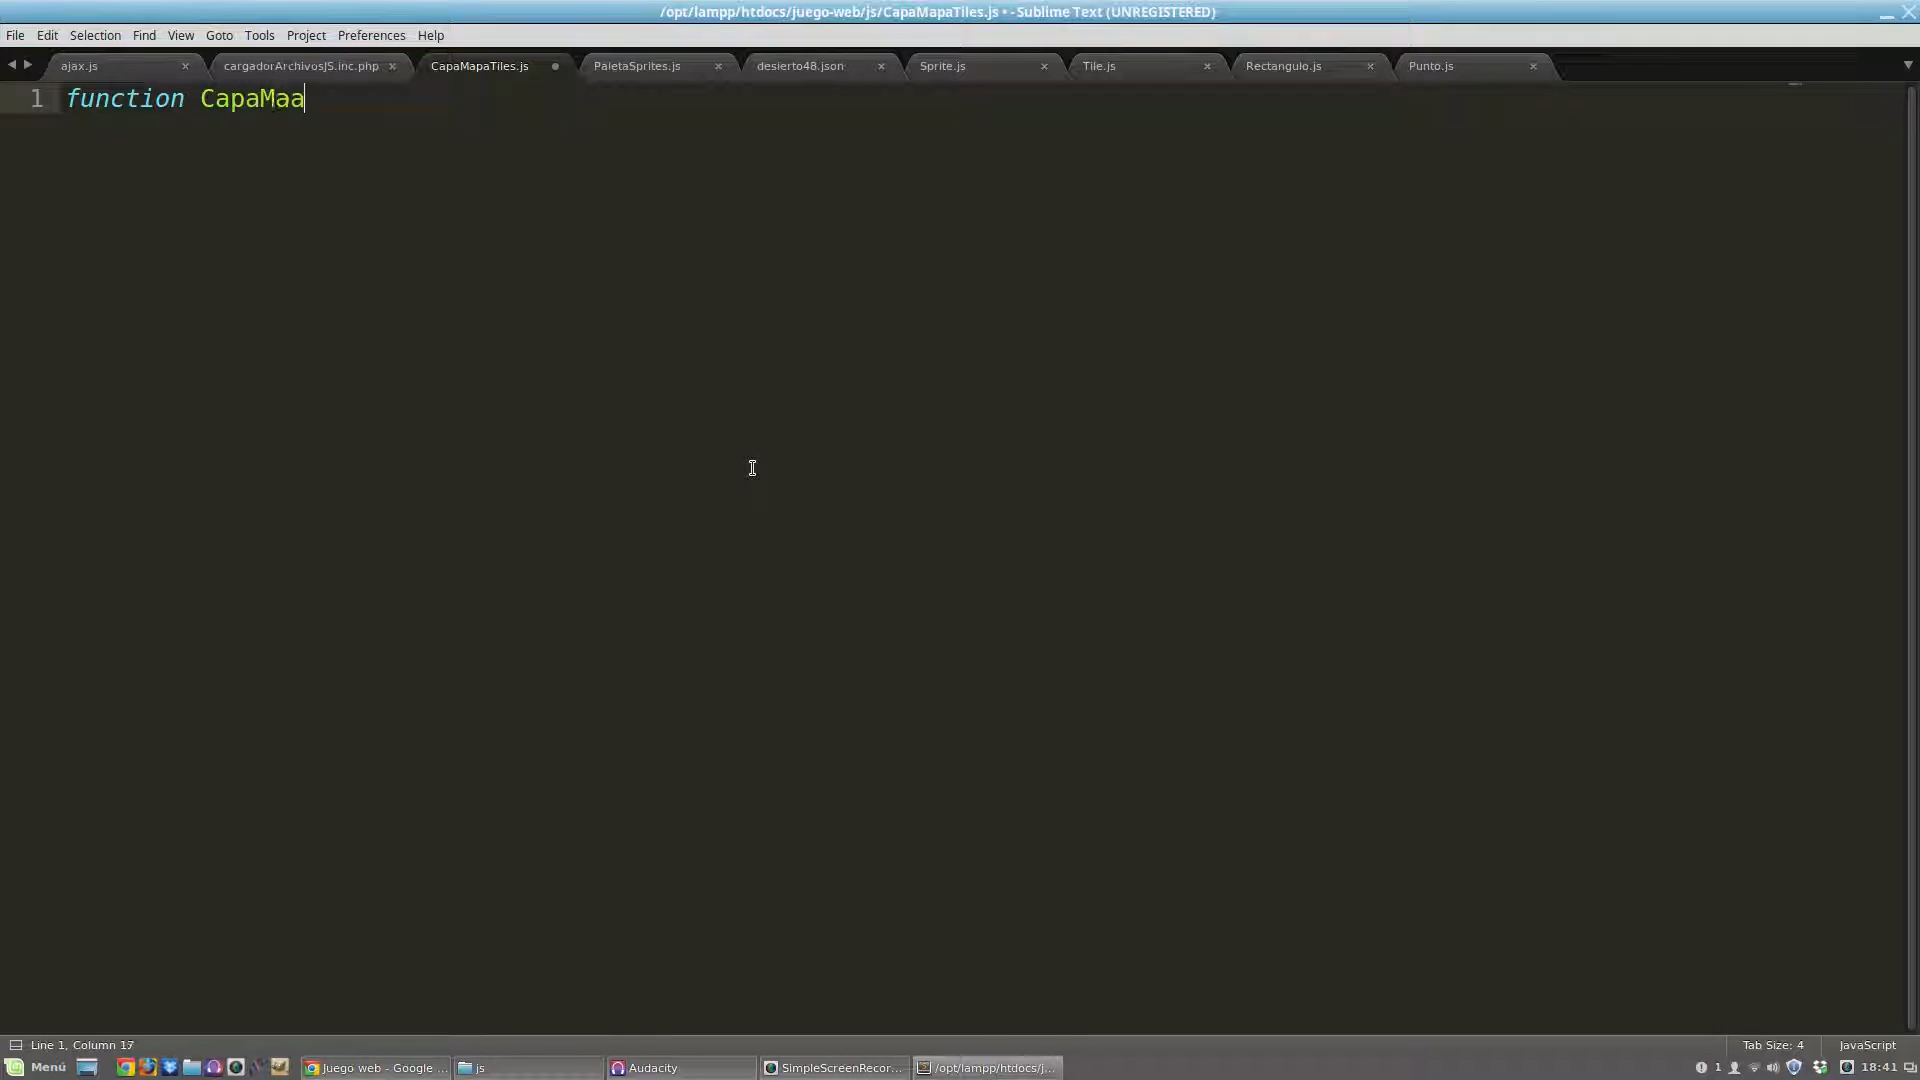 /opt/lampp/htdocs/juego-web/js/CapaMapaTiles.js • - Sublime Text (UNREGISTERED)
File Edit Selection Find View Goto Tools Project Preferences Help
ajax.js cargadorArchivosJS.inc.php CapaMapaTiles.js PaletaSprites.js desierto48.json Sprite.js Tile.js Rectangulo.js Punto.js
1 function CapaMaa
Line 1, Column 17 Tab Size: 4 JavaScript
Menú Juego web - Google ... js Audacity SimpleScreenRecor... /opt/lampp/htdocs/j... 1 18:41